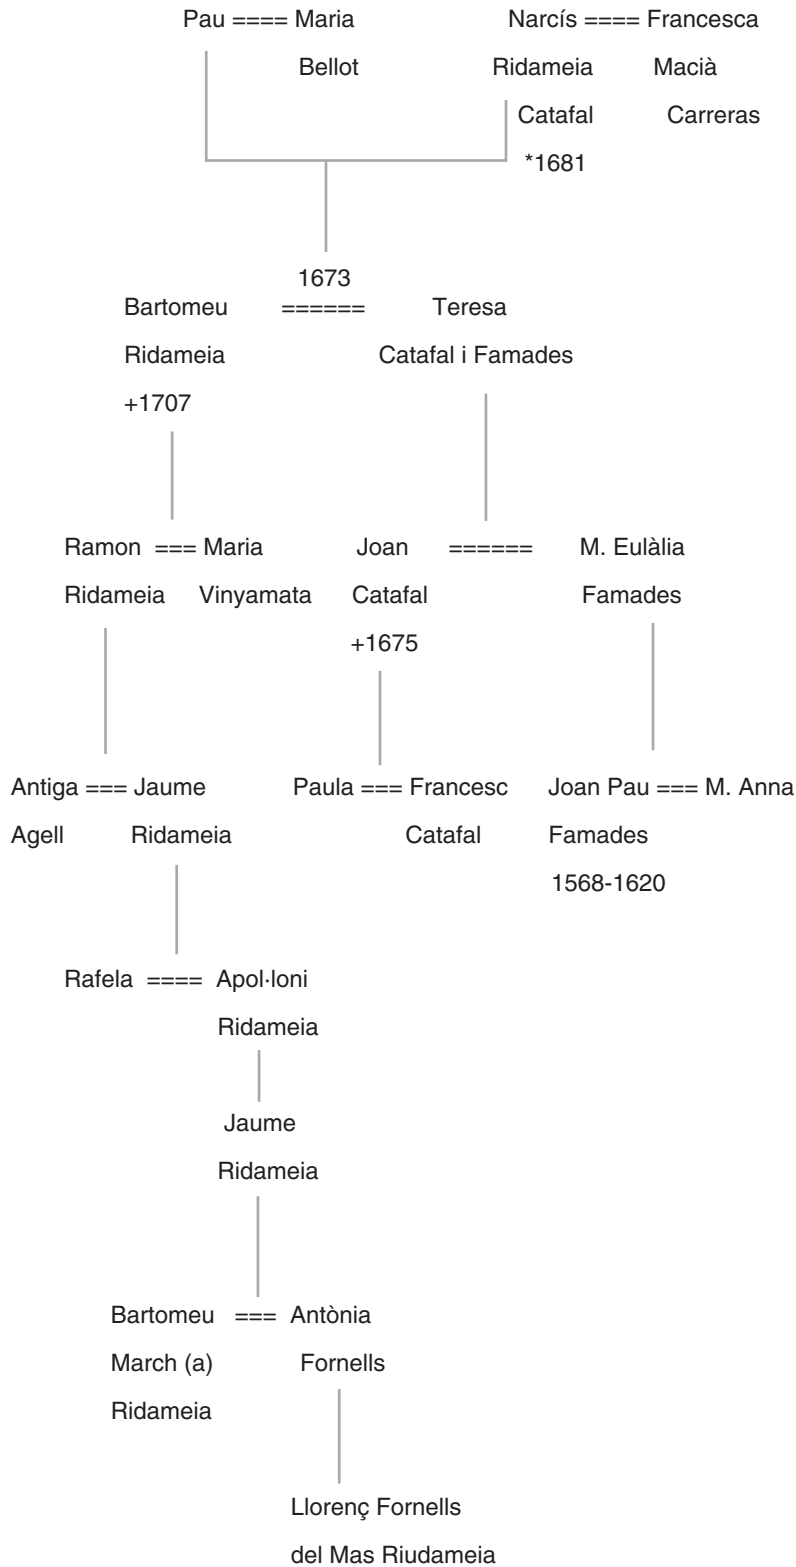 Pau ==== Maria Narcís ==== Francesca
Bellot Ridameia Macià
Catafal Carreras
*1681
1673
Bartomeu ====== Teresa
Ridameia Catafal i Famades
+1707
Ramon === Maria Joan ====== M. Eulàlia
Ridameia Vinyamata Catafal Famades
+1675
Antiga === Jaume Paula === Francesc Joan Pau === M. Anna
Agell Ridameia Catafal Famades
1568-1620
Rafela ==== Apol·loni
Ridameia
Jaume
Ridameia
Bartomeu === Antònia
March (a) Fornells
Ridameia
Llorenç Fornells
del Mas Riudameia